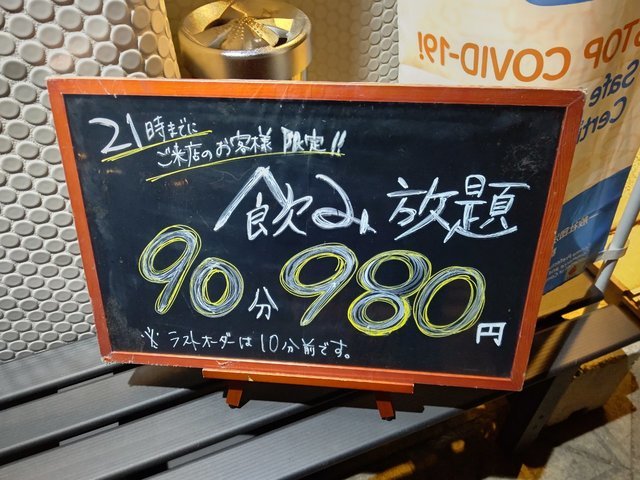 21時までに
ご来店のお客様 限定!!
飲み放題
90分980円
※ ラストオーダーは10分前です。
STOP COVID-19!
Safe
Certi